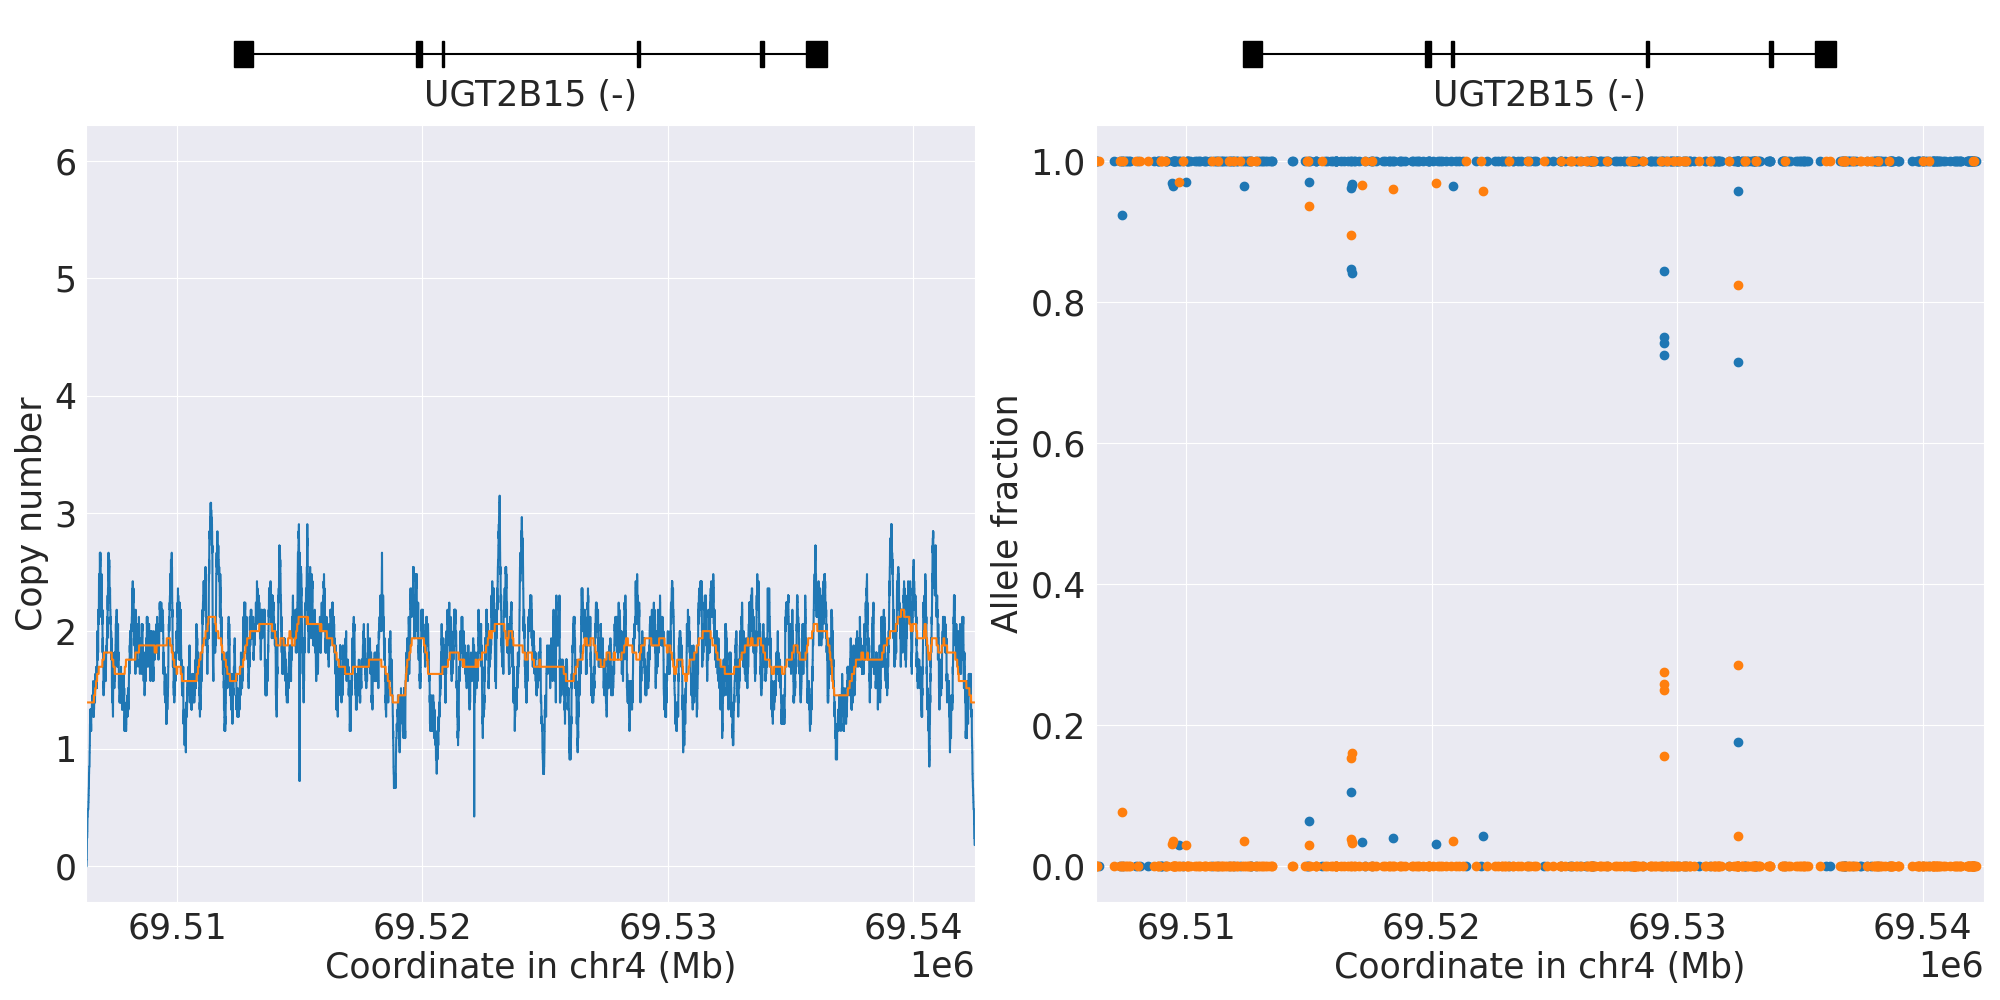 UGT2B15 (-)
6
5
4
3
2
1
0
Copy number
69.51 69.52 69.53 69.54
Coordinate in chr4 (Mb)
1e6
UGT2B15 (-)
1.0
0.8
0.6
0.4
0.2
0.0
Allele fraction
69.51 69.52 69.53 69.54
Coordinate in chr4 (Mb)
1e6